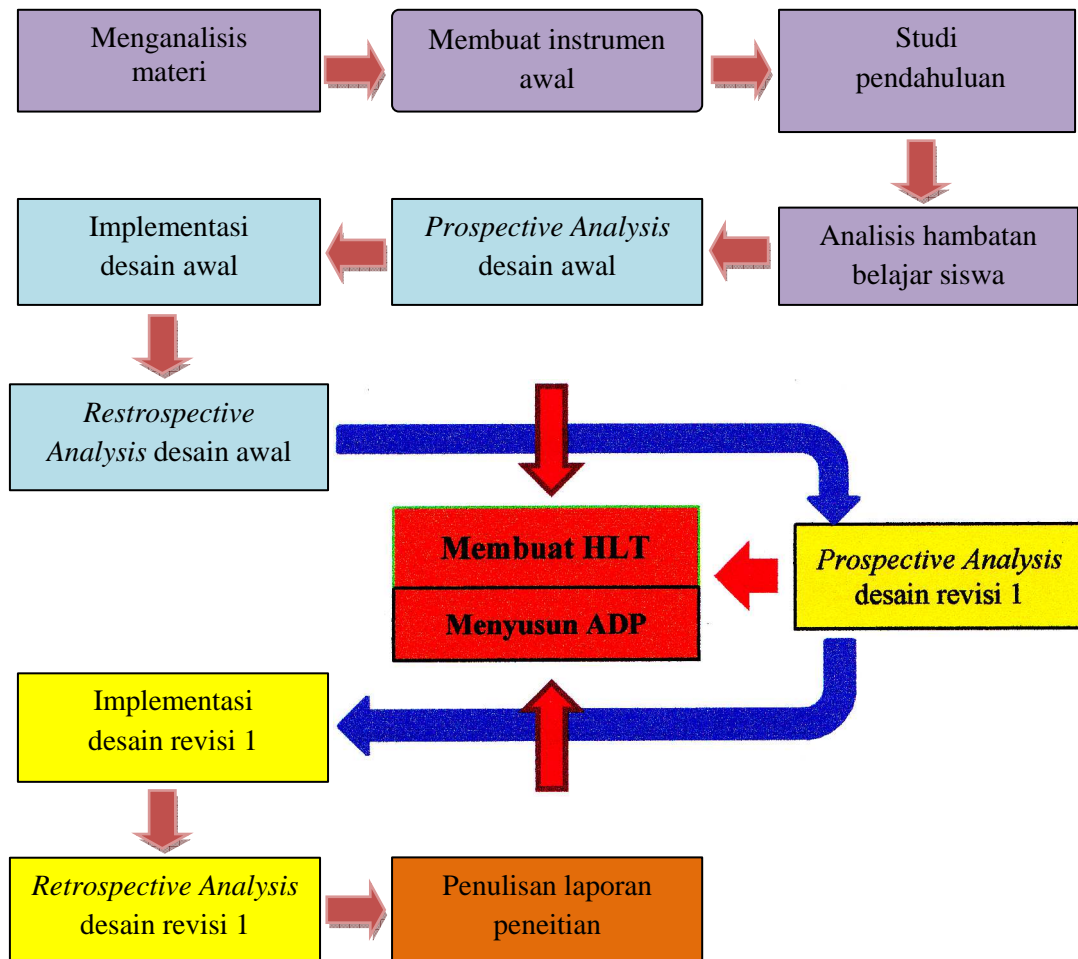 Menganalisis
materi
Membuat instrumen
awal
Studi
pendahuluan
Implementasi
desain awal
Prospective Analysis
desain awal
Analisis hambatan
belajar siswa
Restrospective
Analysis desain awal
Membuat HLT
Menyusun ADP
Prospective Analysis
desain revisi 1
Implementasi
desain revisi 1
Retrospective Analysis
desain revisi 1
Penulisan laporan
peneitian